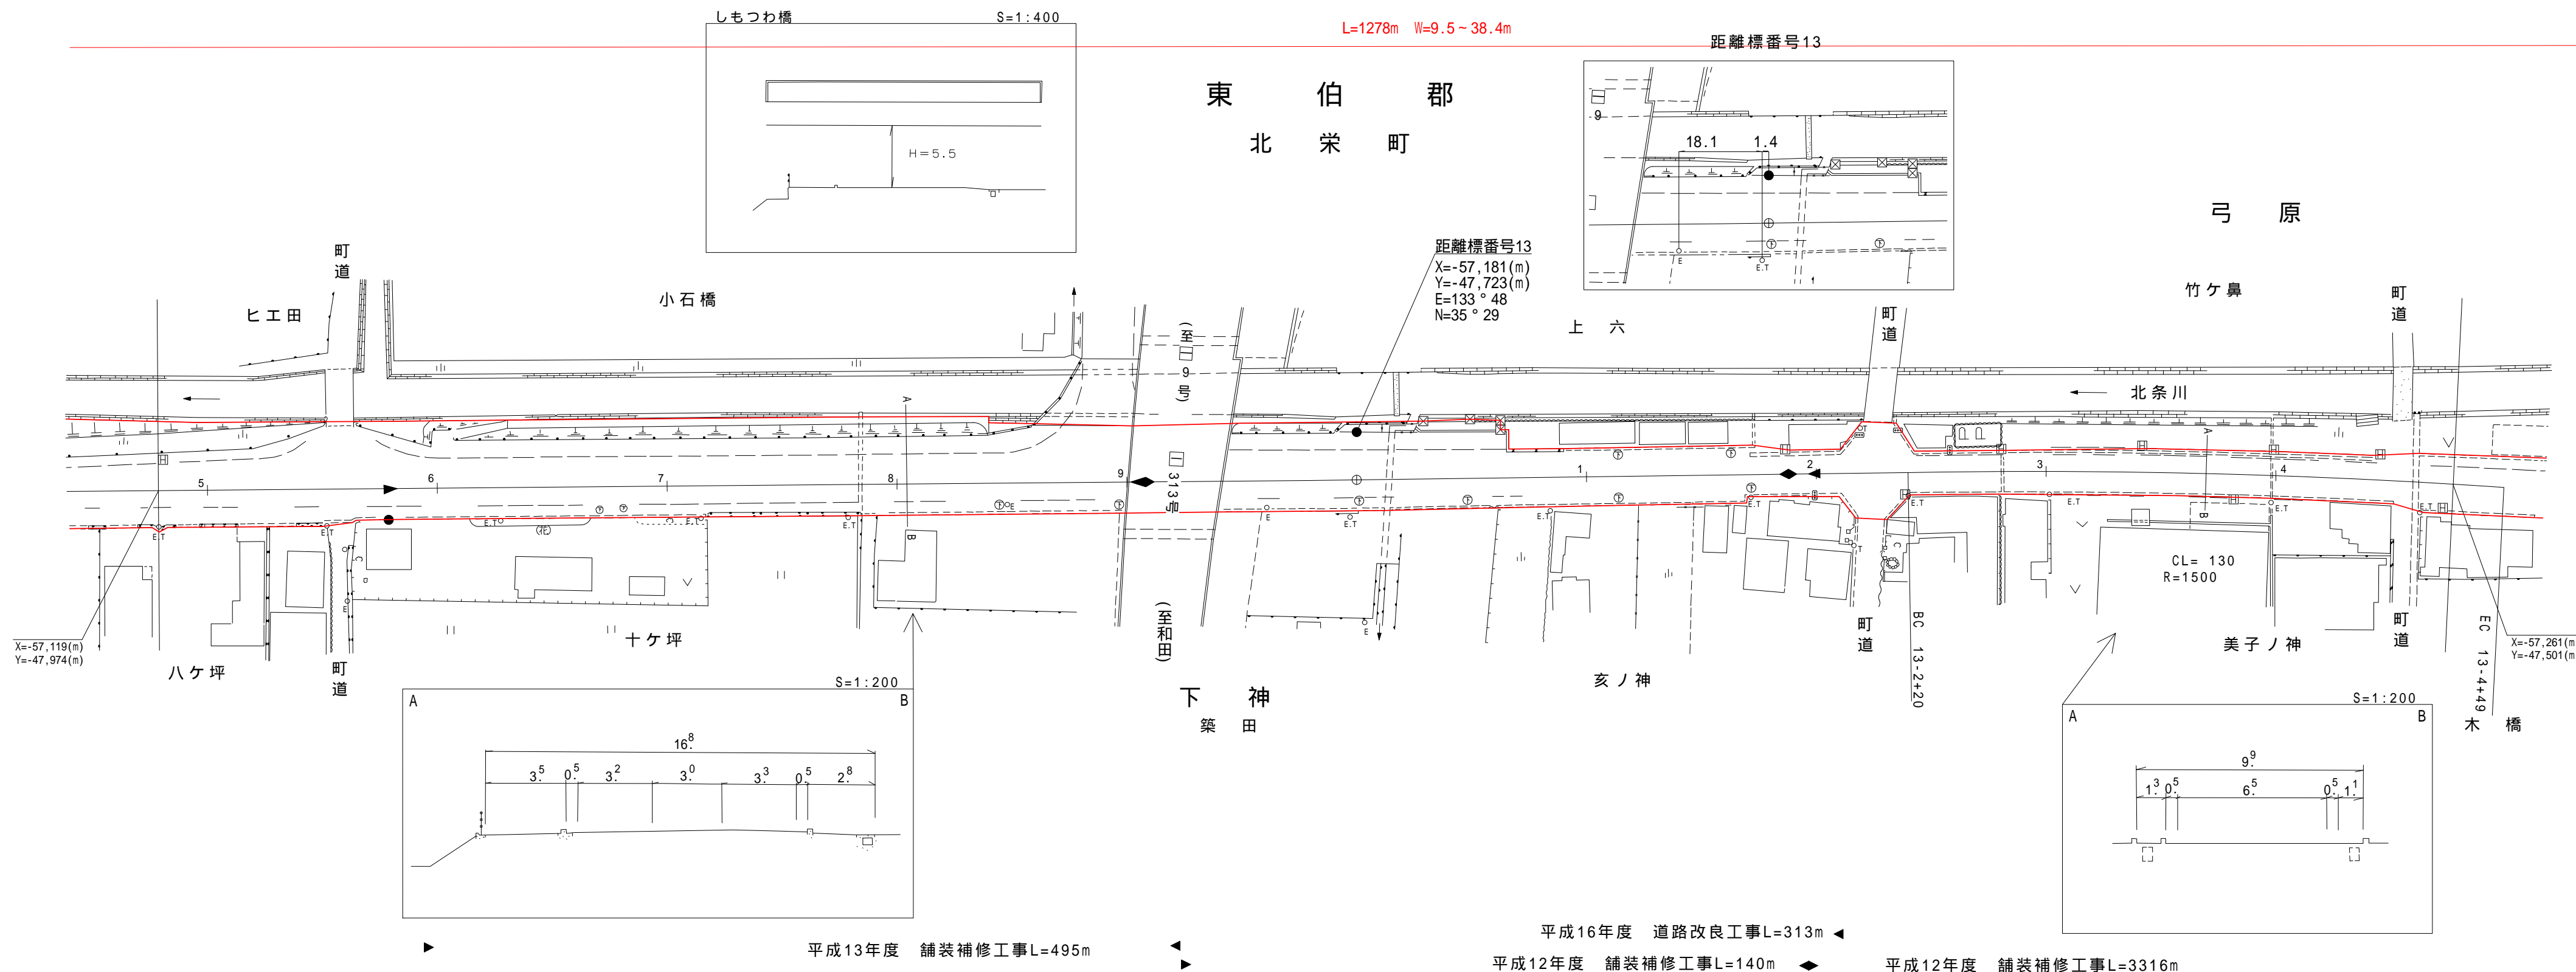 しもつわ橋 S=1:400
L=1278m W=9.5~38.4m
距離標番号13
東伯郡
北栄町
H=5.5
9
18.1 1.4
E
E.T
下
下
弓原
距離標番号13
X=-57,181(m)
Y=-47,723(m)
E=133°48
N=35°29
町道
ヒエ田
小石橋
(至 9号)
上六
町道
竹ケ鼻
町道
北条川
A
A
H
5
6
7
8
9
313号
1
2
3
4
E.T
E.T
E.T
E.T
E.T
E
E
E.T
E.T
E.T
E.T
E.T
E.T
E.T
T
T
花
B
B
C
C
E
E
CL= 130
R=1500
X=-57,119(m)
Y=-47,974(m)
八ケ坪
町道
十ケ坪
(至和田)
下神
築田
亥ノ神
町道
BC 13-2+20
美子ノ神
町道
EC 13-4+49
木橋
X=-57,261(m
Y=-47,501(m
S=1:200
A B
16.8
3.5 0.5 3.2 3.0 3.3 0.5 2.8
S=1:200
A B
9.9
1.3 0.5 6.5 0.5 1.1
平成13年度 舗装補修工事L=495m
平成16年度 道路改良工事L=313m
平成12年度 舗装補修工事L=140m
平成12年度 舗装補修工事L=3316m